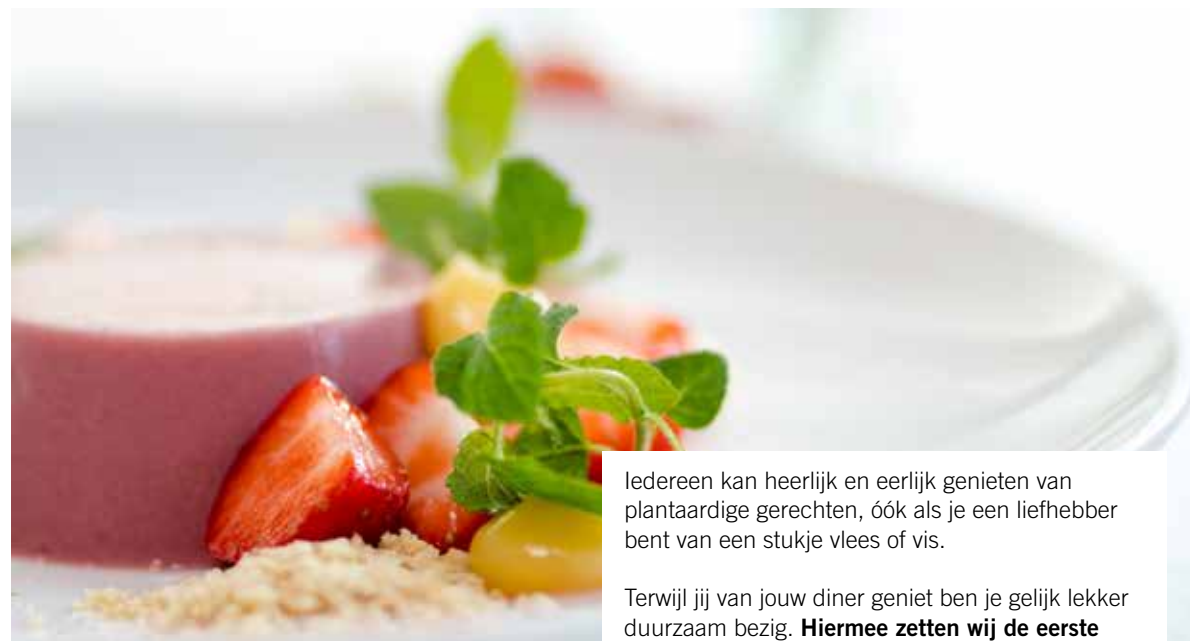 Iedereen kan heerlijk en eerlijk genieten van
plantaardige gerechten, óók als je een liefhebber
bent van een stukje vlees of vis.
Terwijl jij van jouw diner geniet ben je gelijk lekker
duurzaam bezig. Hiermee zetten wij de eerste